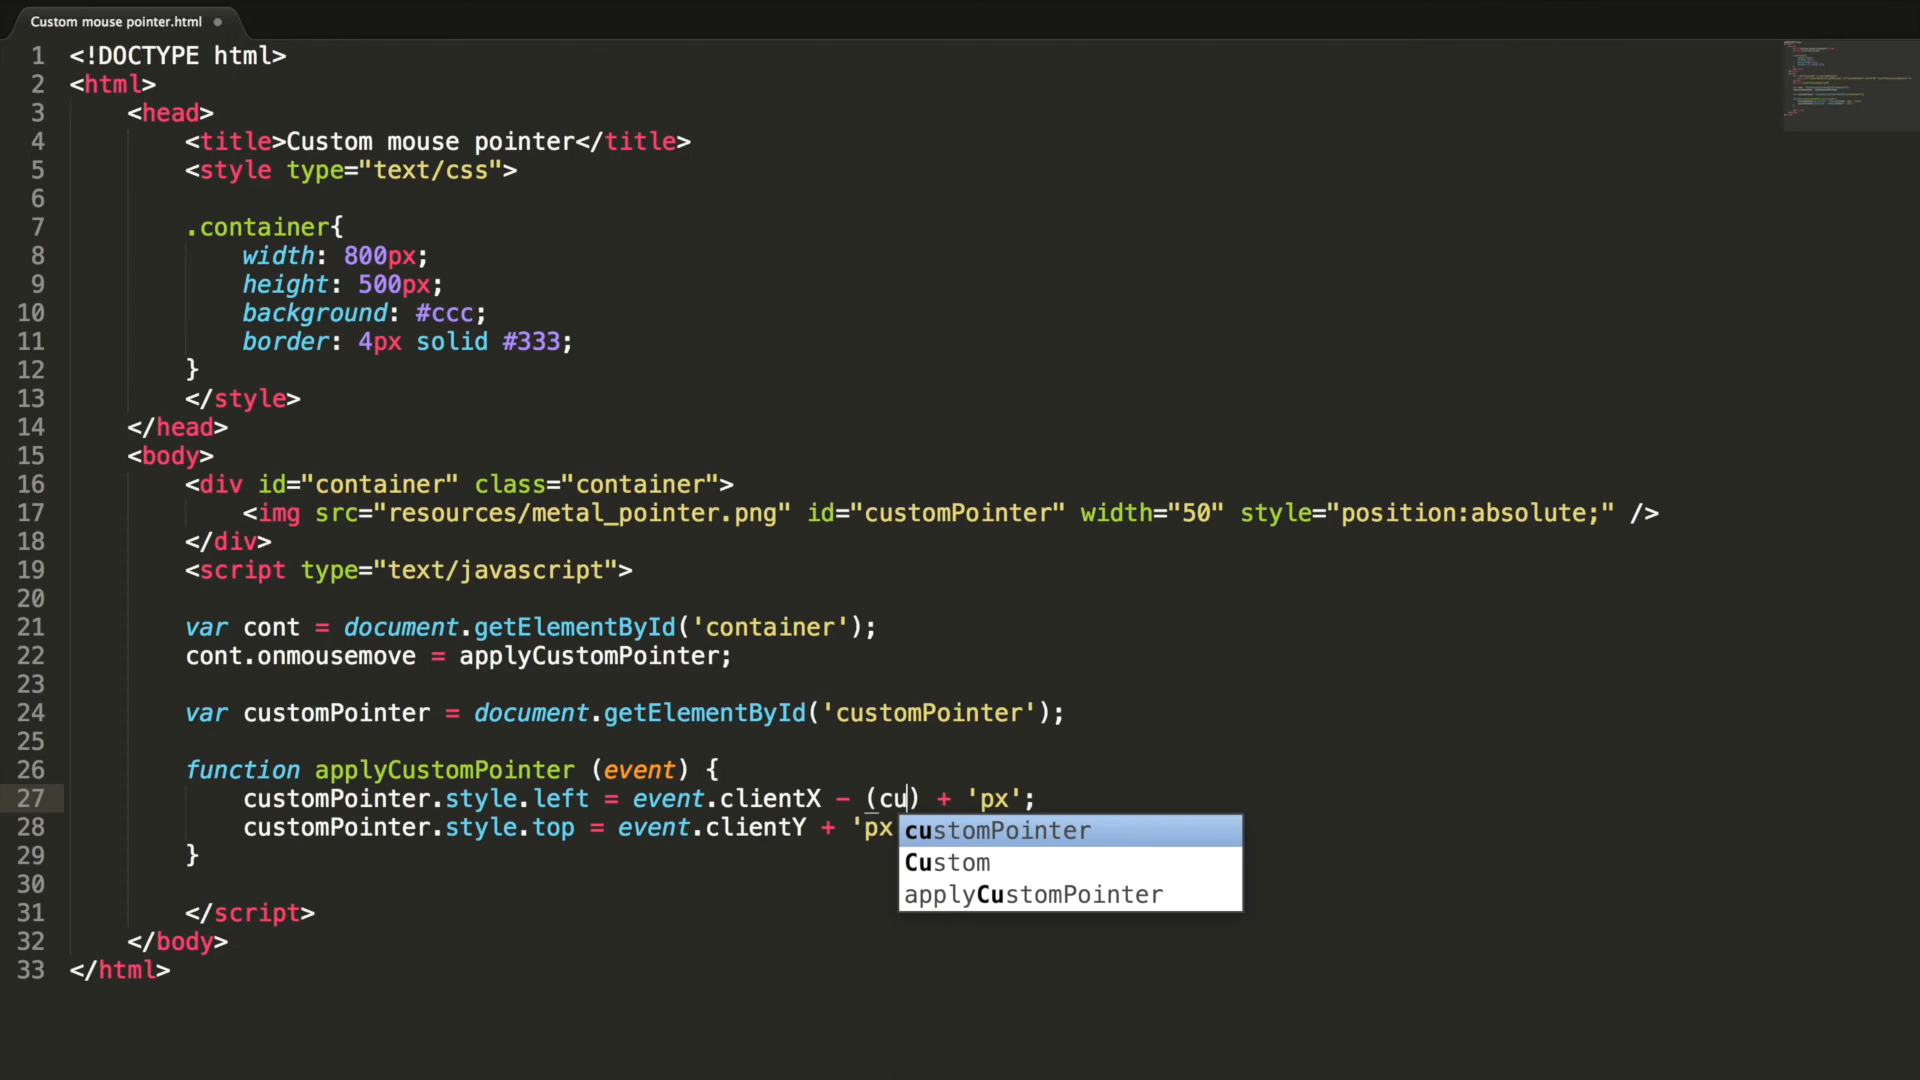 Custom mouse pointer.html
1 <!DOCTYPE html>
2 <html>
3 <head>
4 <title>Custom mouse pointer</title>
5 <style type="text/css">
6
7 .container{
8 width: 800px;
9 height: 500px;
10 background: #ccc;
11 border: 4px solid #333;
12 }
13 </style>
14 </head>
15 <body>
16 <div id="container" class="container">
17 <img src="resources/metal_pointer.png" id="customPointer" width="50" style="position:absolute;" />
18 </div>
19 <script type="text/javascript">
20
21 var cont = document.getElementById('container');
22 cont.onmousemove = applyCustomPointer;
23
24 var customPointer = document.getElementById('customPointer');
25
26 function applyCustomPointer (event) {
27 customPointer.style.left = event.clientX - (cu) + 'px';
28 customPointer.style.top = event.clientY + 'px
customPointer
Custom
applyCustomPointer
29 }
30
31 </script>
32 </body>
33 </html>